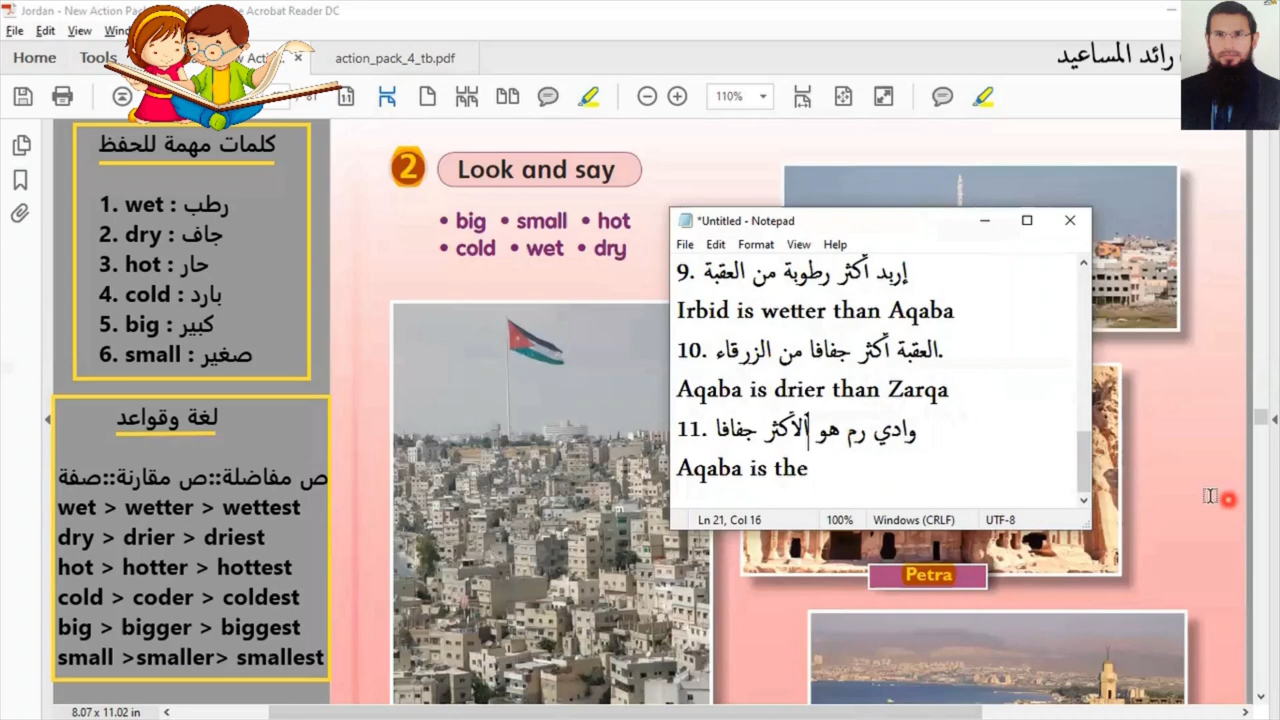 Jordan - New Action Pac
e Acrobat Reader DC
File Edit View Wind
Home Tools
w Acti...
action_pack_4_tb.pdf
رائد المساعيد
110%
كلمات مهمة للحفظ
1. wet : رطب
2. dry : جاف
3. hot : حار
4. cold : بارد
5. big : كبير
6. small : صغير
لغة وقواعد
ص مفاضلة::ص مقارنة::صفة
wet > wetter > wettest
dry > drier > driest
hot > hotter > hottest
cold > coder > coldest
big > bigger > biggest
small >smaller> smallest
2 Look and say
• big • small • hot
• cold • wet • dry
*Untitled - Notepad
File Edit Format View Help
9. إربد أكثر رطوبة من العقبة
Irbid is wetter than Aqaba
10. العقبة أكثر جفافا من الزرقاء.
Aqaba is drier than Zarqa
11. وادي رم هو الأكثر جفافا
Aqaba is the
Ln 21, Col 16 100% Windows (CRLF) UTF-8
Petra
8.07 x 11.02 in